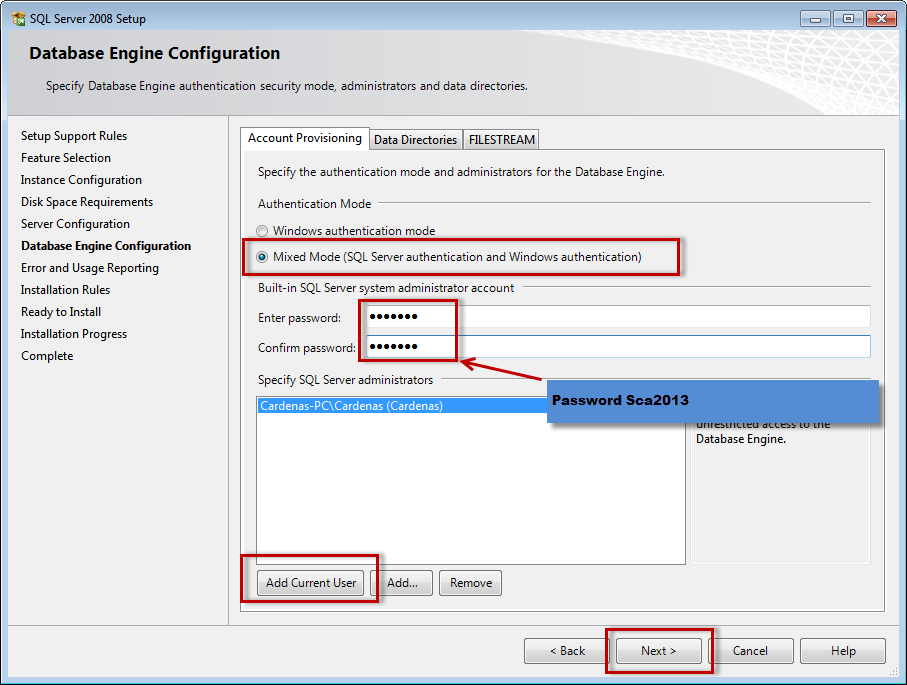 SQL Server 2008 Setup
Database Engine Configuration
Specify Database Engine authentication security mode, administrators and data directories.
Setup Support Rules
Feature Selection
Instance Configuration
Disk Space Requirements
Server Configuration
Database Engine Configuration
Error and Usage Reporting
Installation Rules
Ready to Install
Installation Progress
Complete
Account Provisioning Data Directories FILESTREAM
Specify the authentication mode and administrators for the Database Engine.
Authentication Mode
Windows authentication mode
Mixed Mode (SQL Server authentication and Windows authentication)
Built-in SQL Server system administrator account
Enter password: •••••••
Confirm password: •••••••
Specify SQL Server administrators
Cardenas-PC\Cardenas (Cardenas)
Password Sca2013
unrestricted access to the
Database Engine.
Add Current User Add... Remove
< Back Next > Cancel Help